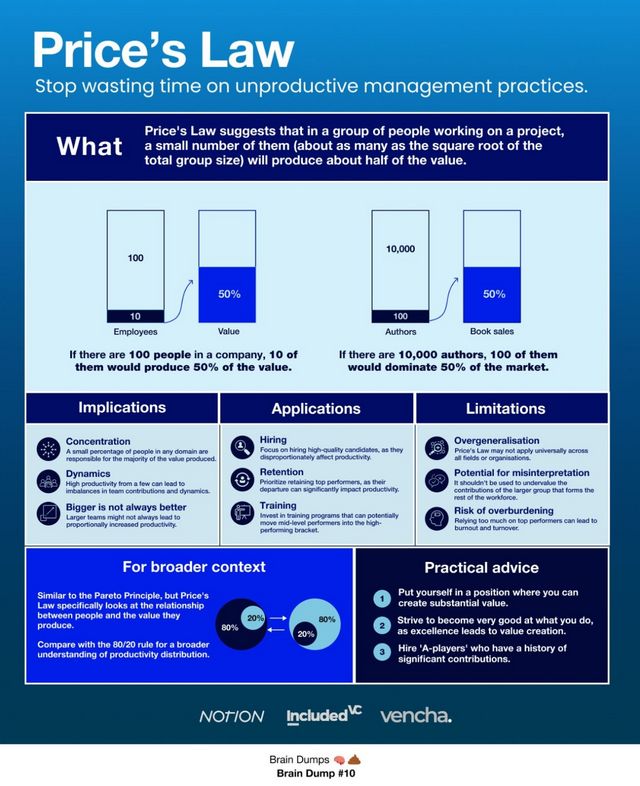 Price's Law
Stop wasting time on unproductive management practices.
What
Price's Law suggests that in a group of people working on a project,
a small number of them (about as many as the square root of the
total group size) will produce about half of the value.
100
10
Employees
50%
Value
10,000
100
Authors
50%
Book sales
If there are 100 people in a company, 10 of
them would produce 50% of the value.
If there are 10,000 authors, 100 of them
would dominate 50% of the market.
Implications
Concentration
A small percentage of people in any domain are
responsible for the majority of the value produced.
Dynamics
High productivity from a few can lead to
imbalances in team contributions and dynamics.
Bigger is not always better
Larger teams might not always lead to
proportionally increased productivity.
Applications
Hiring
Focus on hiring high-quality candidates, as they
disproportionately affect productivity.
Retention
Prioritize retaining top performers, as their
departure can significantly impact productivity.
Training
Invest in training programs that can potentially
move mid-level performers into the high-
performing bracket.
Limitations
Overgeneralisation
Price's Law may not apply universally across
all fields or organisations.
Potential for misinterpretation
It shouldn't be used to undervalue the
contributions of the larger group that forms the
rest of the workforce.
Risk of overburdening
Relying too much on top performers can lead to
burnout and turnover.
For broader context
Similar to the Pareto Principle, but Price's
Law specifically looks at the relationship
between people and the value they
produce.
Compare with the 80/20 rule for a broader
understanding of productivity distribution.
80%
20%
80%
20%
Practical advice
1 Put yourself in a position where you can
create substantial value.
2 Strive to become very good at what you do,
as excellence leads to value creation.
3 Hire 'A-players' who have a history of
significant contributions.
NOTION
Included VC
vencha.
Brain Dumps 🧠💩
Brain Dump #10